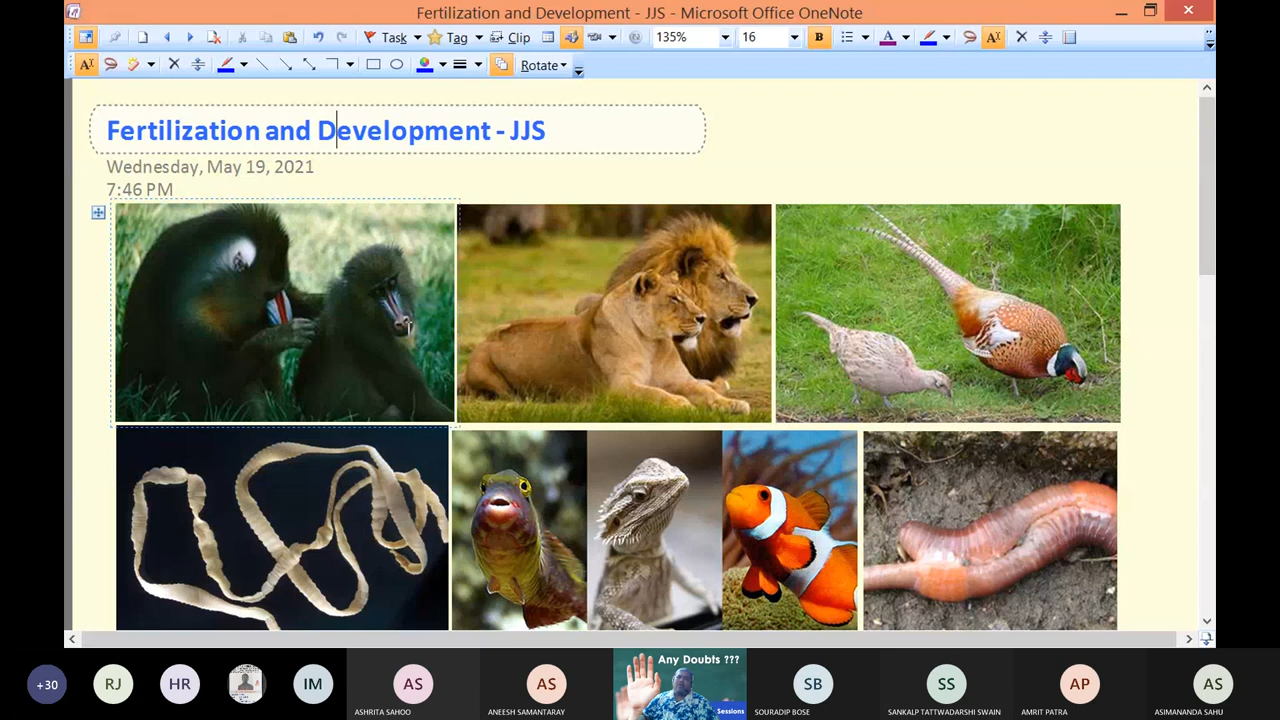 Fertilization and Development - JJS - Microsoft Office OneNote
Task Tag Clip 135% 16 B A A
A Rotate
Fertilization and Development - JJS
Wednesday, May 19, 2021
7:46 PM
+30 RJ HR IM AS AS SB SS AP AS
Any Doubts ???
Sessions
ASHRITA SAHOO ANEESH SAMANTARAY SOURADIP BOSE SANKALP TATTWADARSHI SWAIN AMRIT PATRA ASIMANANDA SAHU